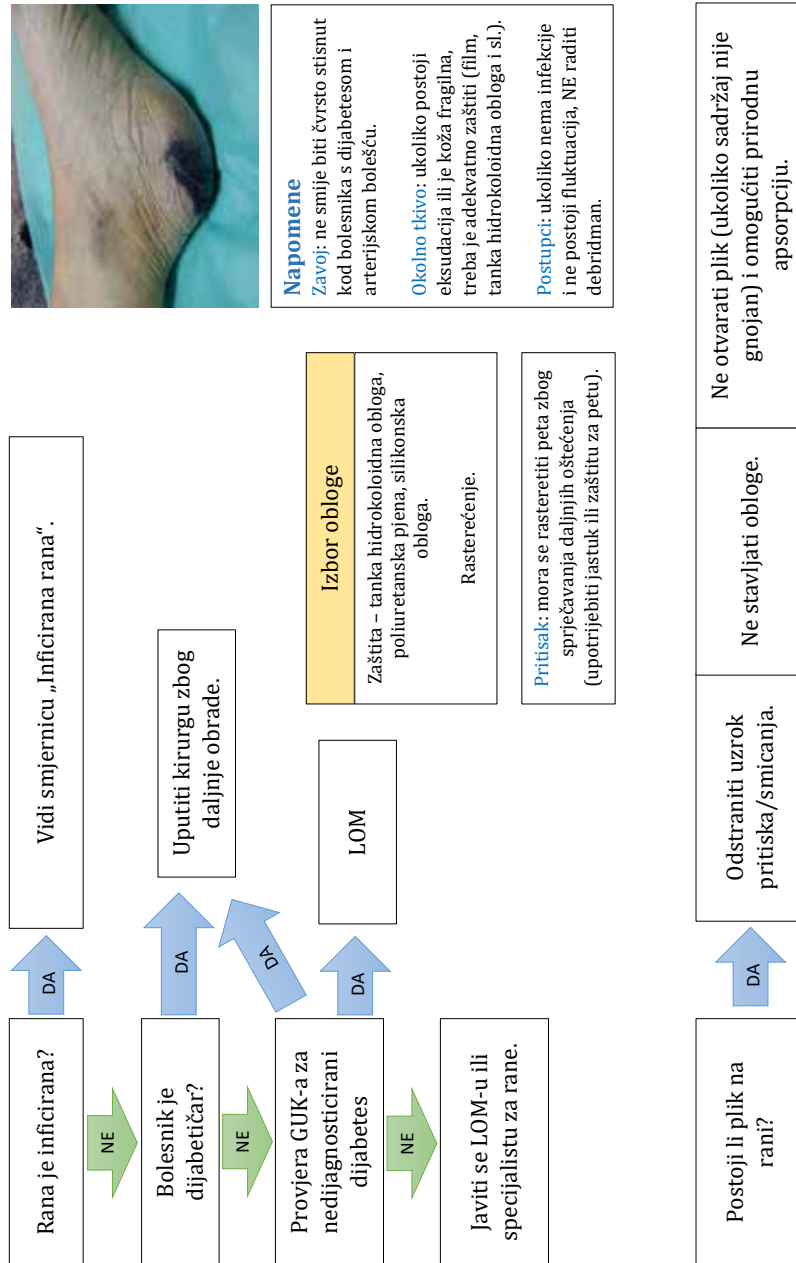 Rana je inficirana?
DA
Vidi smjernicu „Inficirana rana“.
NE
Bolesnik je
dijabetičar?
DA
Uputiti kirurgu zbog
daljnje obrade.
NE
Provjera GUK-a za
nedijagnosticirani
dijabetes
DA
DA
LOM
NE
Javiti se LOM-u ili
specijalistu za rane.
Izbor obloge
Zaštita – tanka hidrokoloidna obloga,
poliuretanska pjena, silikonska
obloga.
Rasterećenje.
Pritisak: mora se rasteretiti peta zbog
sprječavanja daljnjih oštećenja
(upotrijebiti jastuk ili zaštitu za petu).
Napomene
Zavoj: ne smije biti čvrsto stisnut
kod bolesnika s dijabetesom i
arterijskom bolešću.
Okolno tkivo: ukoliko postoji
eksudacija ili je koža fragilna,
treba je adekvatno zaštiti (film,
tanka hidrokoloidna obloga i sl.).
Postupci: ukoliko nema infekcije
i ne postoji fluktuacija, NE raditi
debridman.
Postoji li plik na
rani?
DA
Odstraniti uzrok
pritiska/smicanja.
Ne stavljati obloge.
Ne otvarati plik (ukoliko sadržaj nije
gnojan) i omogućiti prirodnu
apsorpciju.